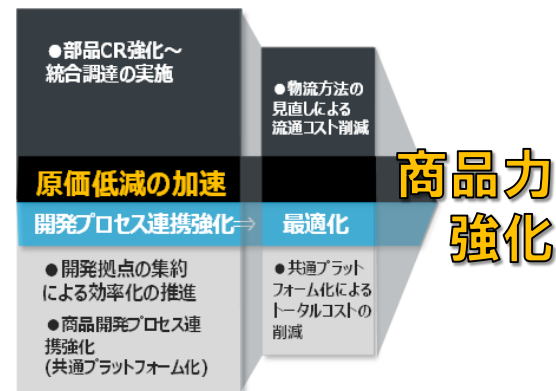 ●部品CR強化～
統合調達の実施
●物流方法の
見直しによる
流通コスト削減
原価低減の加速
商品力
強化
開発プロセス連携強化⇒ 最適化
●開発拠点の集約
による効率化の推進
●商品開発プロセス連
携強化
(共通プラットフォーム化)
●共通プラット
フォーム化による
トータルコストの
削減